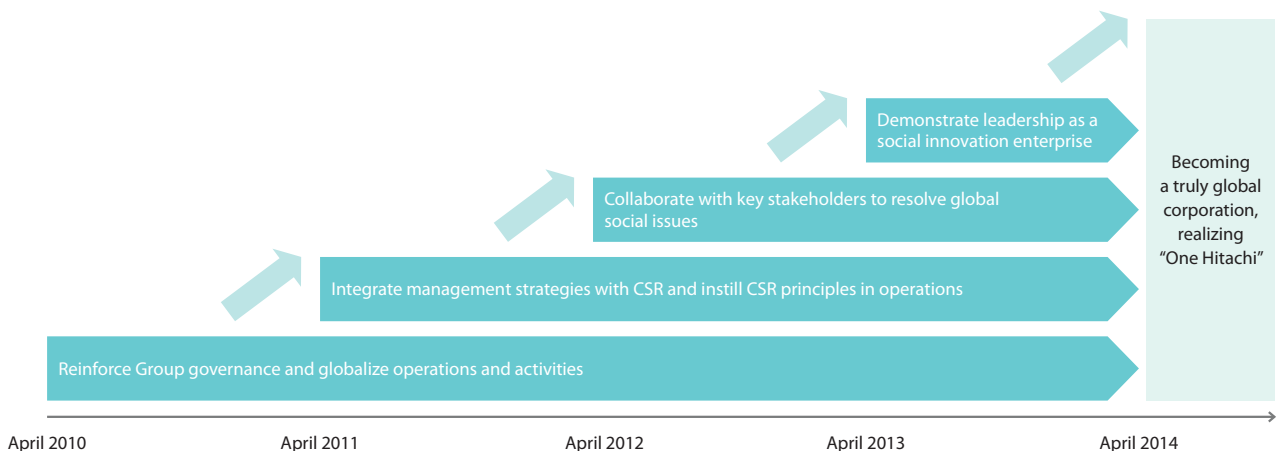 Demonstrate leadership as a
social innovation enterprise
Collaborate with key stakeholders to resolve global
social issues
Integrate management strategies with CSR and instill CSR principles in operations
Reinforce Group governance and globalize operations and activities
Becoming
a truly global
corporation,
realizing
“One Hitachi”
April 2010
April 2011
April 2012
April 2013
April 2014